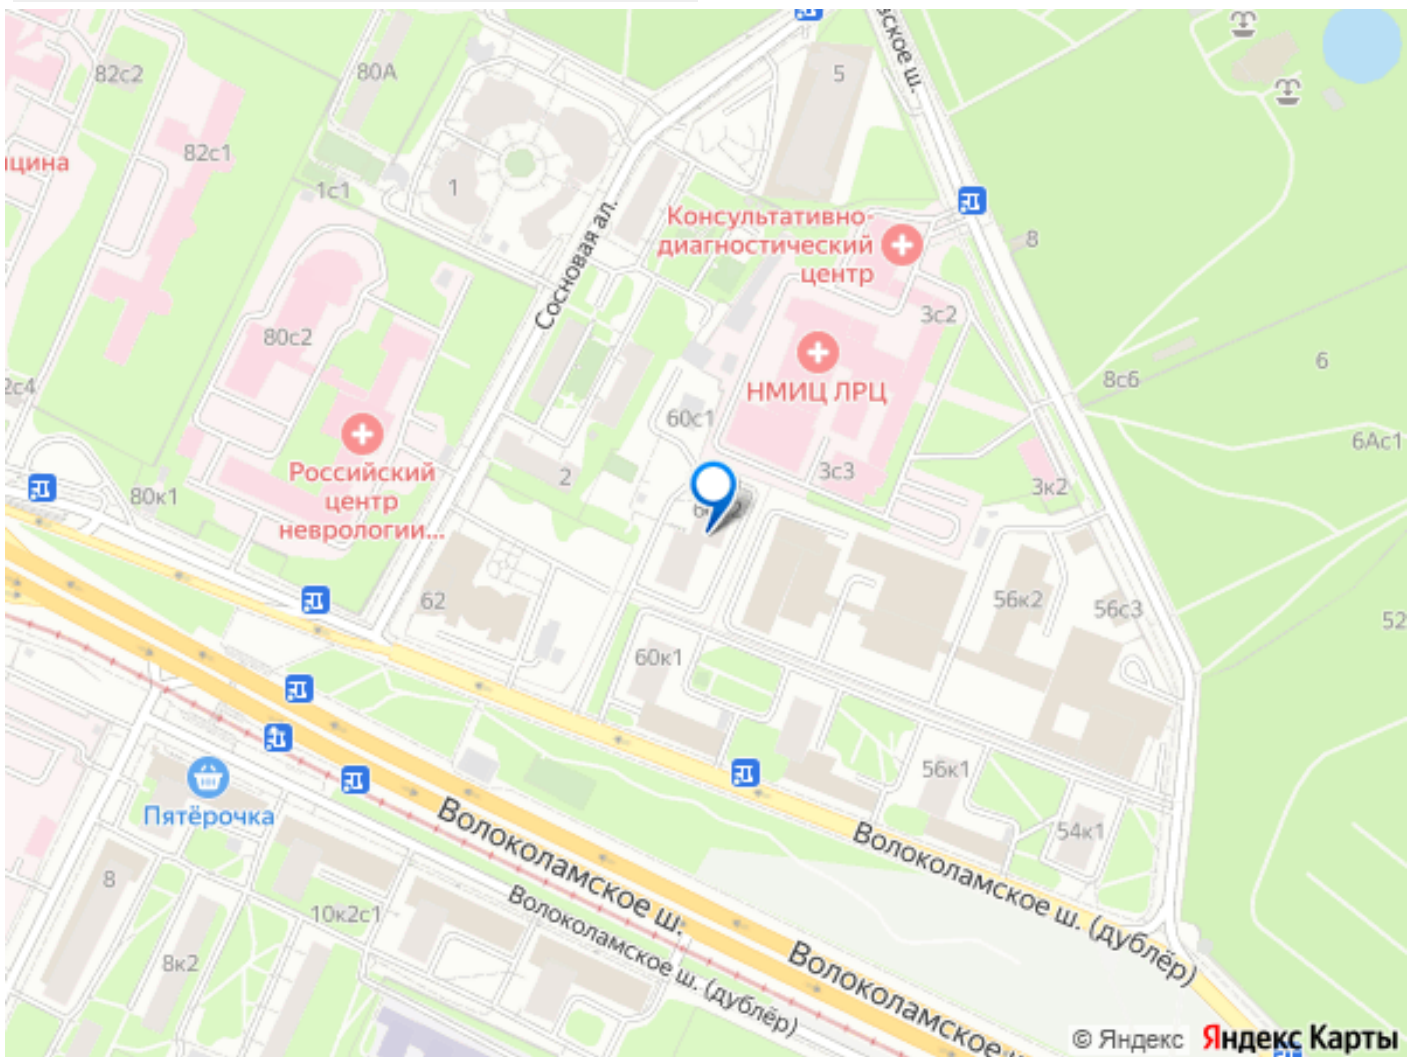 вское ш.
82с2
80А
5
82с1
ицина
1с1
1
Консультативно-
диагностический
центр
8
Сосновая ал.
3с2
80с2
6
2с4
8с6
НМИЦ ЛРЦ
60с1
6Ас1
Российский
центр
неврологии...
2
3с3
3к2
80к1
62
56к2
56с3
52
60к1
56к1
Пятёрочка
Волоколамское ш.
Волоколамское ш. (дублёр)
54к1
8
10к2с1
Волоколамское ш. (дублёр)
8к2
Волоколамское ш
© Яндекс Яндекс Карты